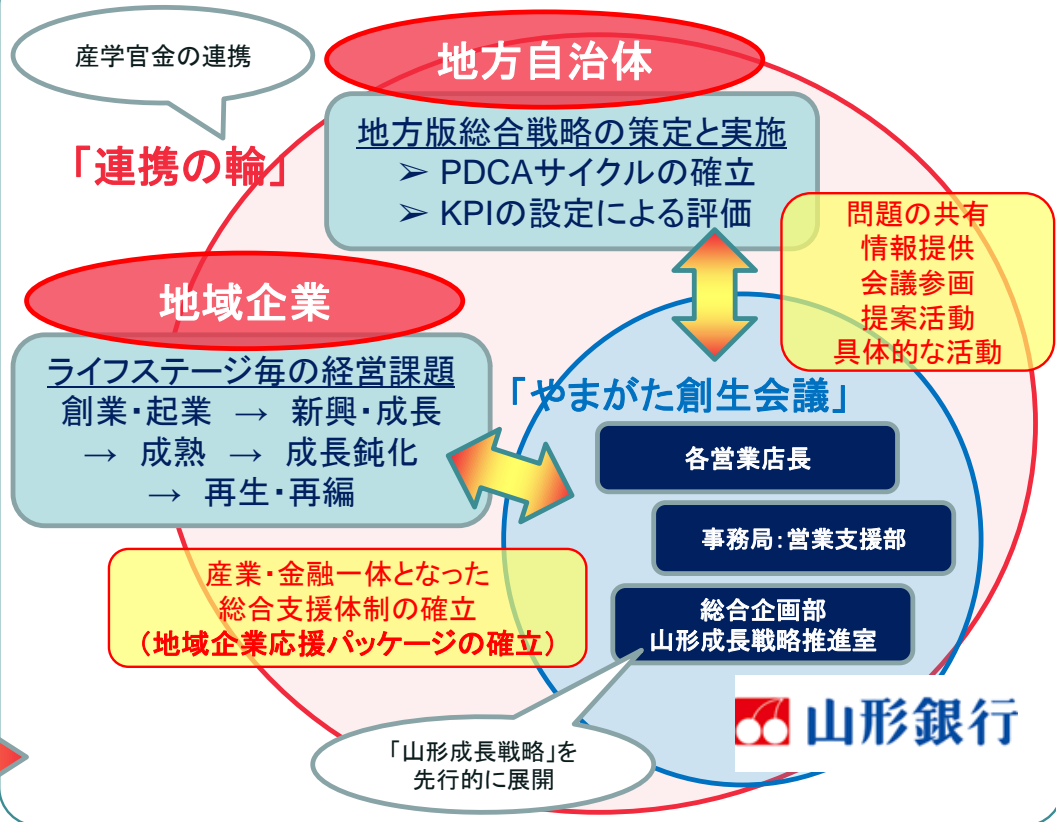 産学官金の連携
地方自治体
「連携の輪」
地方版総合戦略の策定と実施
➢ PDCAサイクルの確立
➢ KPIの設定による評価
問題の共有
情報提供
会議参画
提案活動
具体的な活動
地域企業
ライフステージ毎の経営課題
創業・起業 → 新興・成長
→ 成熟 → 成長鈍化
→ 再生・再編
「やまがた創生会議」
各営業店長
事務局：営業支援部
総合企画部
山形成長戦略推進室
産業・金融一体となった
総合支援体制の確立
（地域企業応援パッケージの確立）
「山形成長戦略」を
先行的に展開
山形銀行